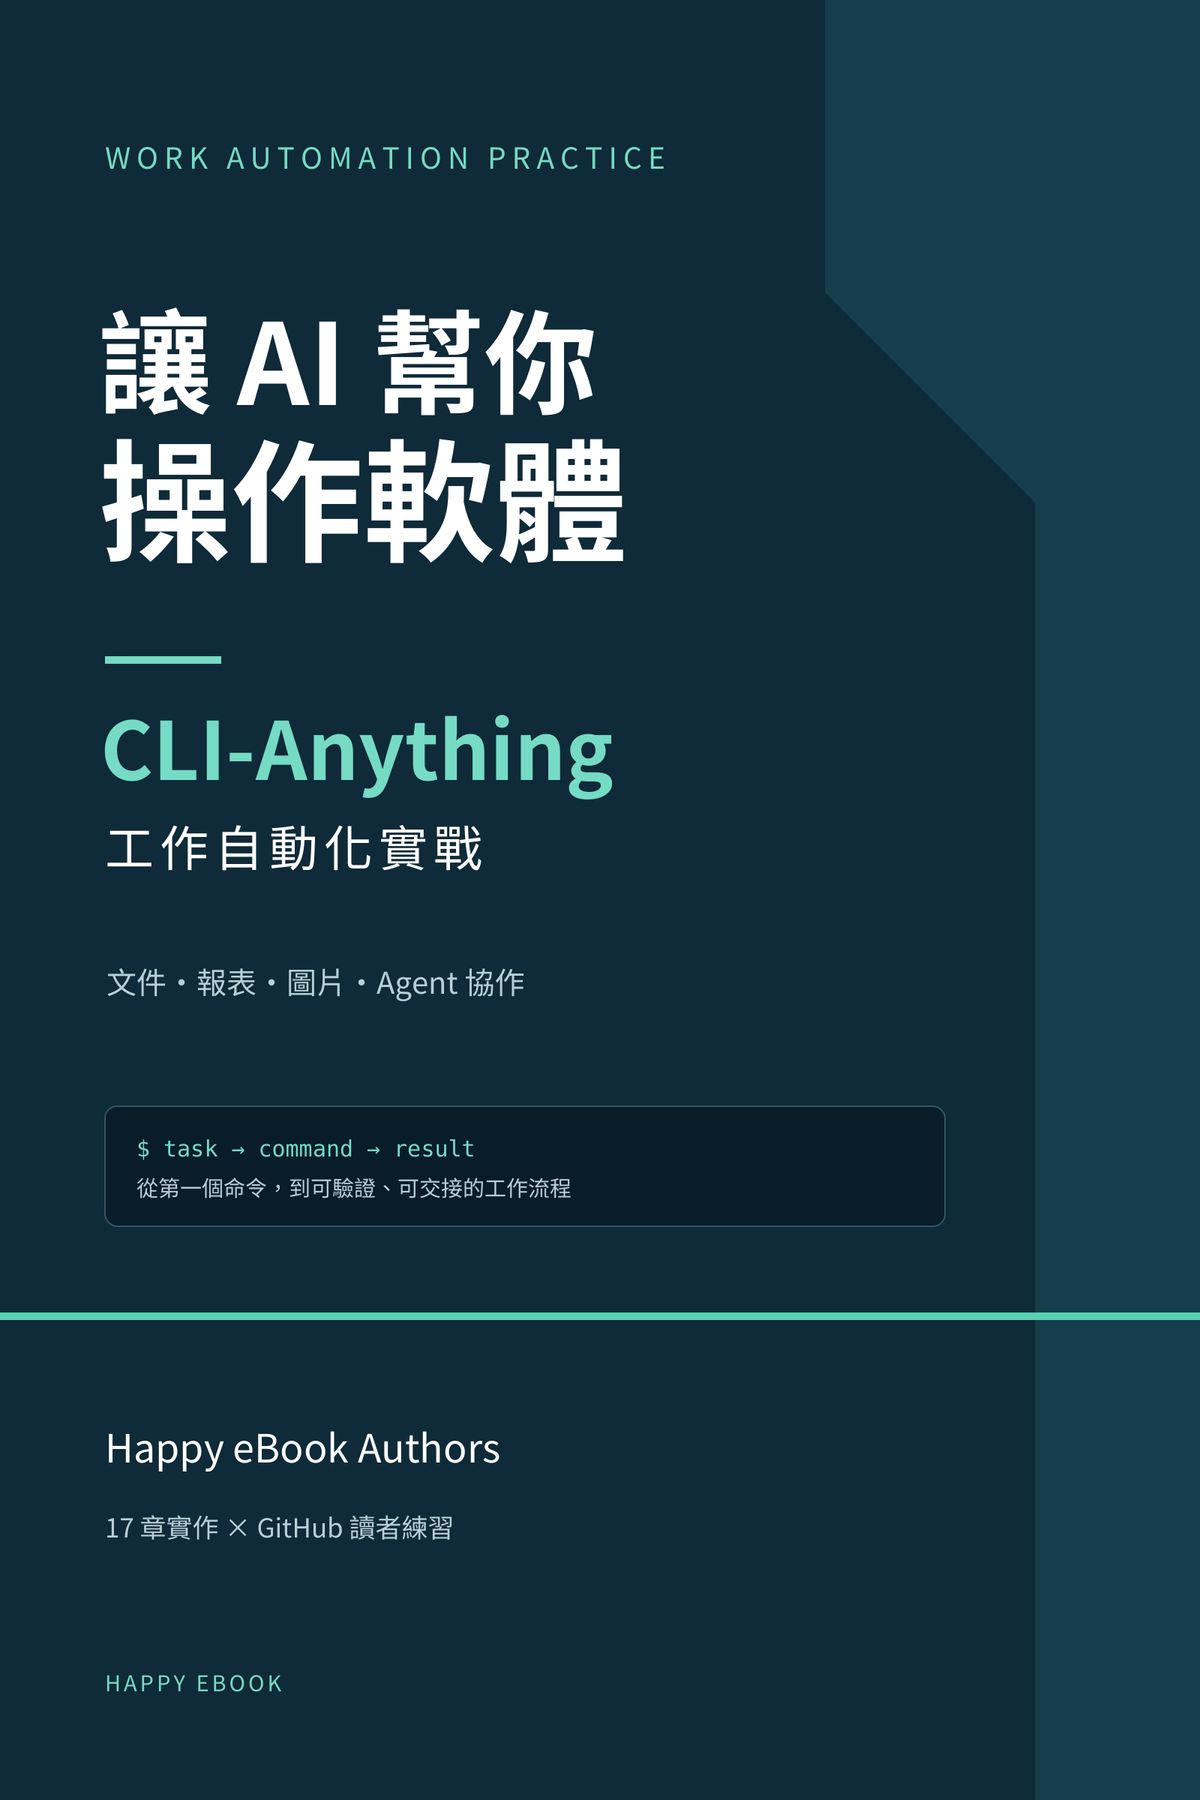 WORK AUTOMATION PRACTICE
讓 AI 幫你
操作軟體
CLI-Anything
工作自動化實戰
文件・報表・圖片・Agent 協作
$ task → command → result
從第一個命令，到可驗證、可交接的工作流程
Happy eBook Authors
17 章實作 × GitHub 讀者練習
HAPPY EBOOK